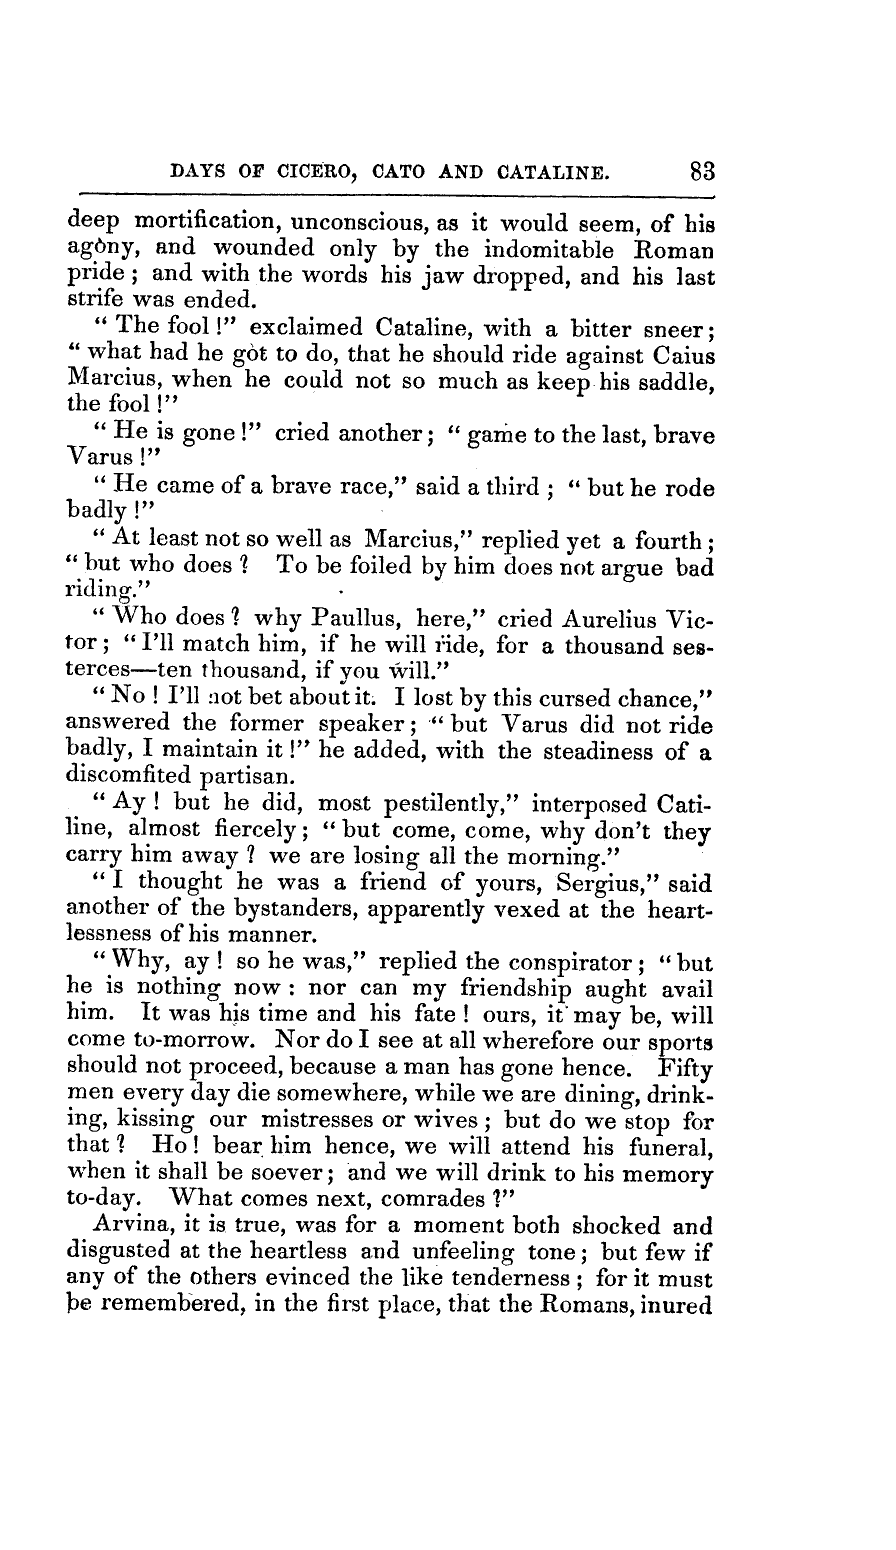 DAYS OF CICERO, CATO AND CATALINE. 83
deep mortification, unconscious, as it would seem, of his
agony, and wounded only by the indomitable Roman
pride ; and with the words his jaw dropped, and his last
strife was ended.
“ The fool !” exclaimed Cataline, with a bitter sneer ;
“ what had he got to do, that he should ride against Caius
Marcius, when he could not so much as keep his saddle,
the fool !”
“ He is gone !” cried another ; “ game to the last, brave
Varus !”
“ He came of a brave race,” said a third ; “ but he rode
badly !”
“ At least not so well as Marcius,” replied yet a fourth ;
“ but who does ? To be foiled by him does not argue bad
riding.”
“ Who does ? why Paullus, here,” cried Aurelius Vic-
tor ; “ I’ll match him, if he will ride, for a thousand ses-
terces—ten thousand, if you will.”
“ No ! I’ll not bet about it. I lost by this cursed chance,”
answered the former speaker ; “ but Varus did not ride
badly, I maintain it !” he added, with the steadiness of a
discomfited partisan.
“ Ay ! but he did, most pestilently,” interposed Cati-
line, almost fiercely ; “ but come, come, why don’t they
carry him away ? we are losing all the morning.”
“ I thought he was a friend of yours, Sergius,” said
another of the bystanders, apparently vexed at the heart-
lessness of his manner.
“ Why, ay ! so he was,” replied the conspirator ; “ but
he is nothing now : nor can my friendship aught avail
him. It was his time and his fate ! ours, it may be, will
come to-morrow. Nor do I see at all wherefore our sports
should not proceed, because a man has gone hence. Fifty
men every day die somewhere, while we are dining, drink-
ing, kissing our mistresses or wives ; but do we stop for
that ? Ho ! bear him hence, we will attend his funeral,
when it shall be soever ; and we will drink to his memory
to-day. What comes next, comrades ?”
Arvina, it is true, was for a moment both shocked and
disgusted at the heartless and unfeeling tone ; but few if
any of the others evinced the like tenderness ; for it must
be remembered, in the first place, that the Romans, inured